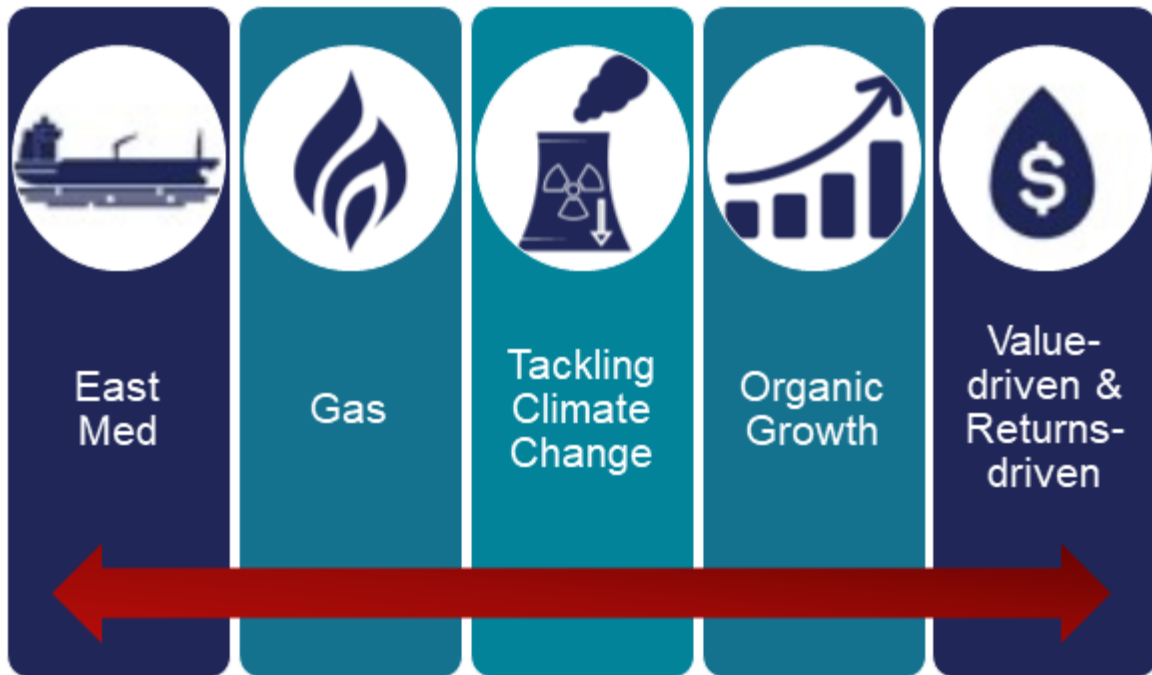 East
Med
Gas
Tackling
Climate
Change
Organic
Growth
$
Value-
driven &
Returns-
driven